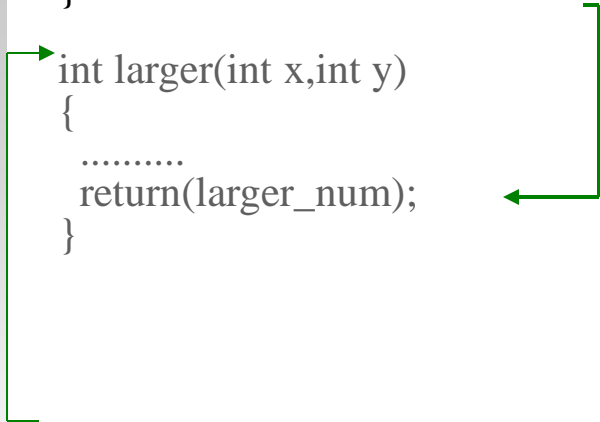 }
int larger(int x,int y)
{
..........
return(larger_num);
}